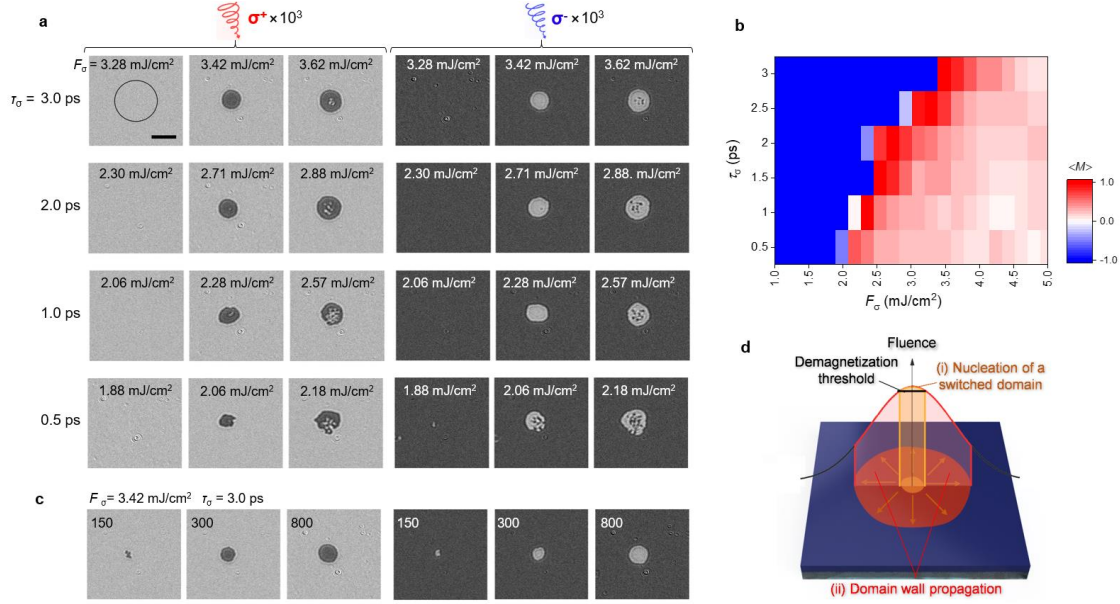 a
σ⁺ × 10³
σ⁻ × 10³
F_σ = 3.28 mJ/cm² 3.42 mJ/cm² 3.62 mJ/cm² 3.28 mJ/cm² 3.42 mJ/cm² 3.62 mJ/cm²
τ_σ = 3.0 ps
2.30 mJ/cm² 2.71 mJ/cm² 2.88 mJ/cm² 2.30 mJ/cm² 2.71 mJ/cm² 2.88. mJ/cm²
2.0 ps
2.06 mJ/cm² 2.28 mJ/cm² 2.57 mJ/cm² 2.06 mJ/cm² 2.28 mJ/cm² 2.57 mJ/cm²
1.0 ps
1.88 mJ/cm² 2.06 mJ/cm² 2.18 mJ/cm² 1.88 mJ/cm² 2.06 mJ/cm² 2.18 mJ/cm²
0.5 ps
c
F_σ = 3.42 mJ/cm² τ_σ = 3.0 ps
150 300 800 150 300 800
b
3
2.5
2
1.5
1
0.5
τ_σ (ps)
1.0 1.5 2.0 2.5 3.0 3.5 4.0 4.5 5.0
F_σ (mJ/cm²)
<M>
1.0
0.0
-1.0
d
Fluence
Demagnetization
threshold
(i) Nucleation of a
switched domain
(ii) Domain wall propagation